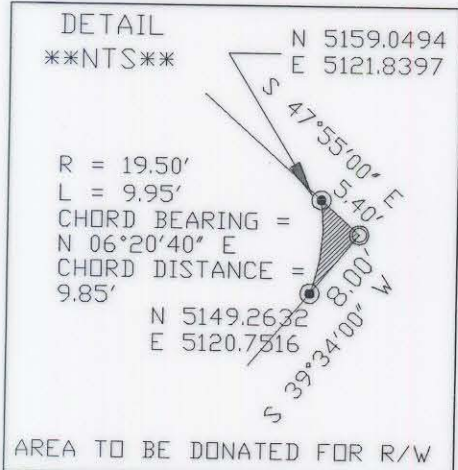 DETAIL
**NTS**
N 5159.0494
E 5121.8397
S 47°55'00" E
5.40'
R = 19.50'
L = 9.95'
CHORD BEARING =
N 06°20'40" E
CHORD DISTANCE =
9.85'
8.00'
S 39°34'00" W
N 5149.2632
E 5120.7516
AREA TO BE DONATED FOR R/W